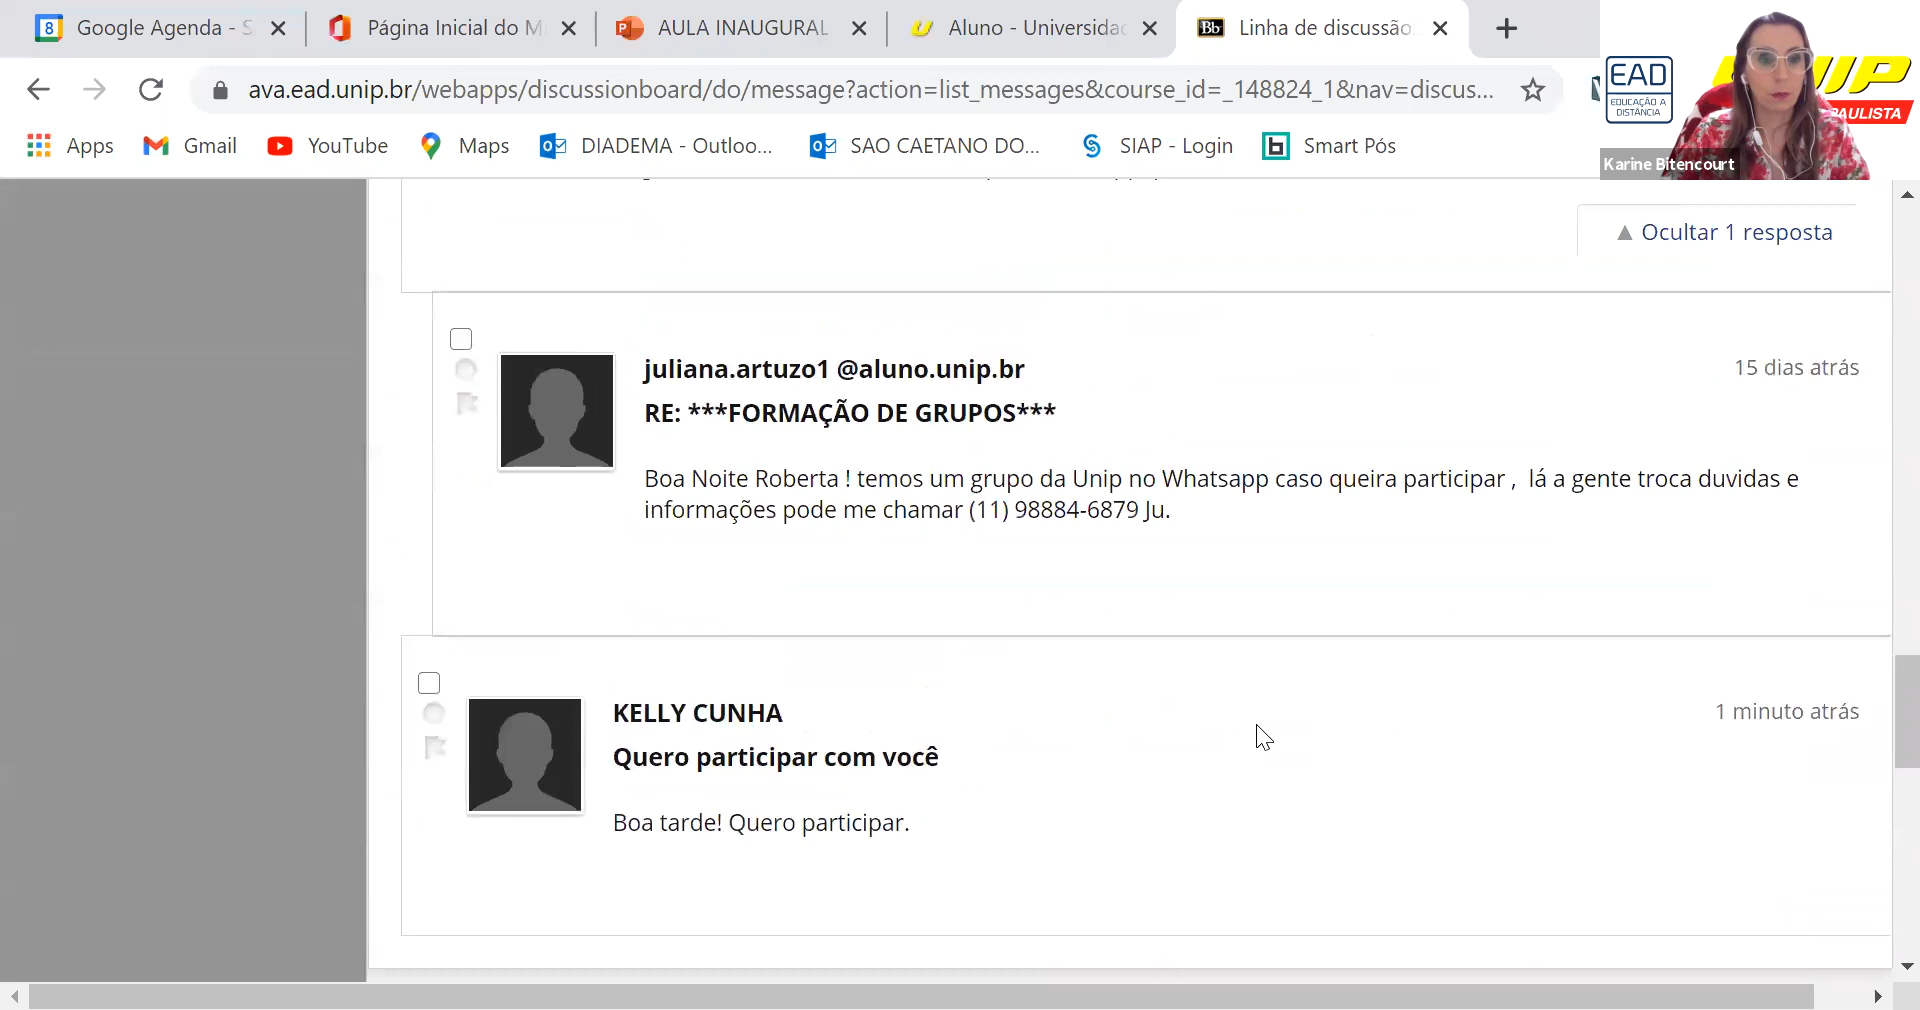 Google Agenda - S
Página Inicial do M
AULA INAUGURAL
Aluno - Universida
Bb Linha de discussão:
ava.ead.unip.br/webapps/discussionboard/do/message?action=list_messages&course_id=_148824_1&nav=discus...
EAD
EDUCAÇÃO A
DISTÂNCIA
UNIP
PAULISTA
Karine Bitencourt
Apps
Gmail
YouTube
Maps
DIADEMA - Outloo...
SAO CAETANO DO...
SIAP - Login
Smart Pós
▲ Ocultar 1 resposta
juliana.artuzo1 @aluno.unip.br
15 dias atrás
RE: ***FORMAÇÃO DE GRUPOS***
Boa Noite Roberta ! temos um grupo da Unip no Whatsapp caso queira participar , lá a gente troca duvidas e
informações pode me chamar (11) 98884-6879 Ju.
KELLY CUNHA
1 minuto atrás
Quero participar com você
Boa tarde! Quero participar.